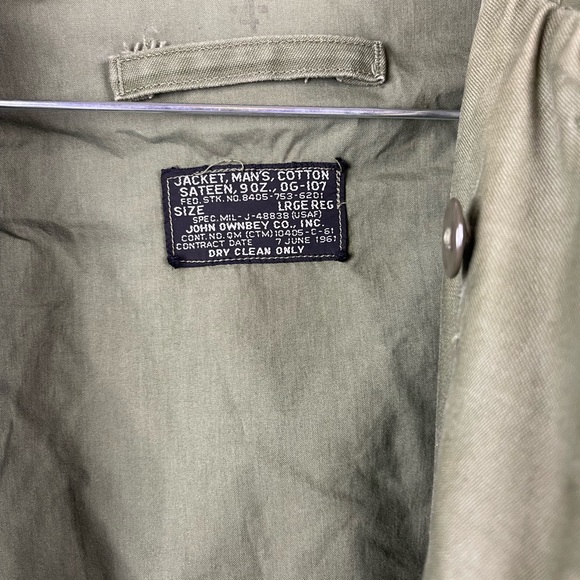 JACKET, MAN'S, COTTON
SATEEN, 9 OZ., OG-107
FED. STK. NO. 8405-753-6201
SIZE LRGE REG
SPEC. MIL-J-4883B (USAF)
JOHN OWNBEY CO., INC.
CONT. NO. QM (CTM) 10405-C-61
CONTRACT DATE 7 JUNE 1961
DRY CLEAN ONLY